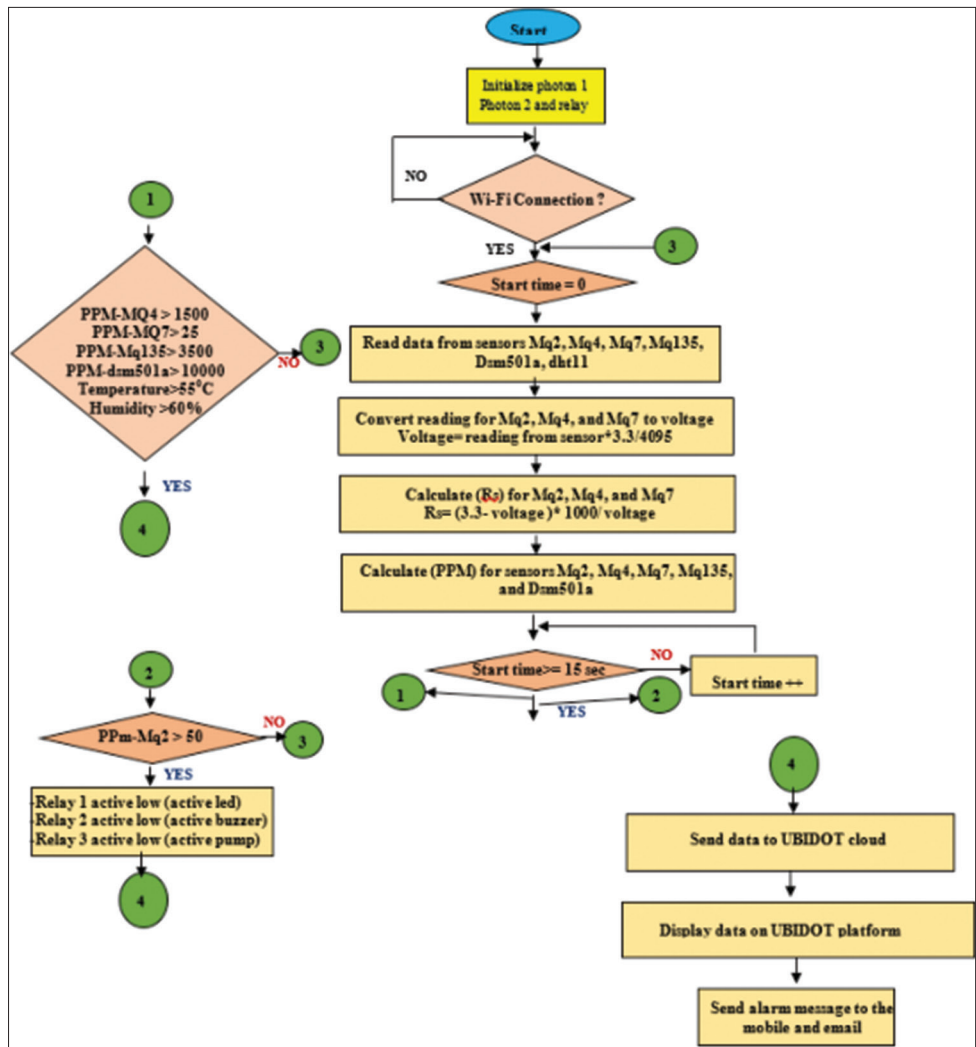 Start
Initialize photon 1
Photon 2 and relay
NO
Wi-Fi Connection ?
YES
3
Start time = 0
Read data from sensors Mq2, Mq4, Mq7, Mq135,
Dsm501a, dht11
Convert reading for Mq2, Mq4, and Mq7 to voltage
Voltage= reading from sensor*3.3/4095
Calculate (Rs) for Mq2, Mq4, and Mq7
Rs= (3.3- voltage )* 1000/ voltage
Calculate (PPM) for sensors Mq2, Mq4, Mq7, Mq135,
and Dsm501a
Start time>= 15 sec
NO
Start time ++
1
YES
2
1
PPM-MQ4 > 1500
PPM-MQ7> 25
PPM-Mq135> 3500
PPM-dsm501a> 10000
Temperature>55⁰C
Humidity >60%
NO
3
YES
4
2
PPm-Mq2 > 50
NO
3
YES
-Relay 1 active low (active led)
-Relay 2 active low (active buzzer)
-Relay 3 active low (active pump)
4
4
Send data to UBIDOT cloud
Display data on UBIDOT platform
Send alarm message to the
mobile and email